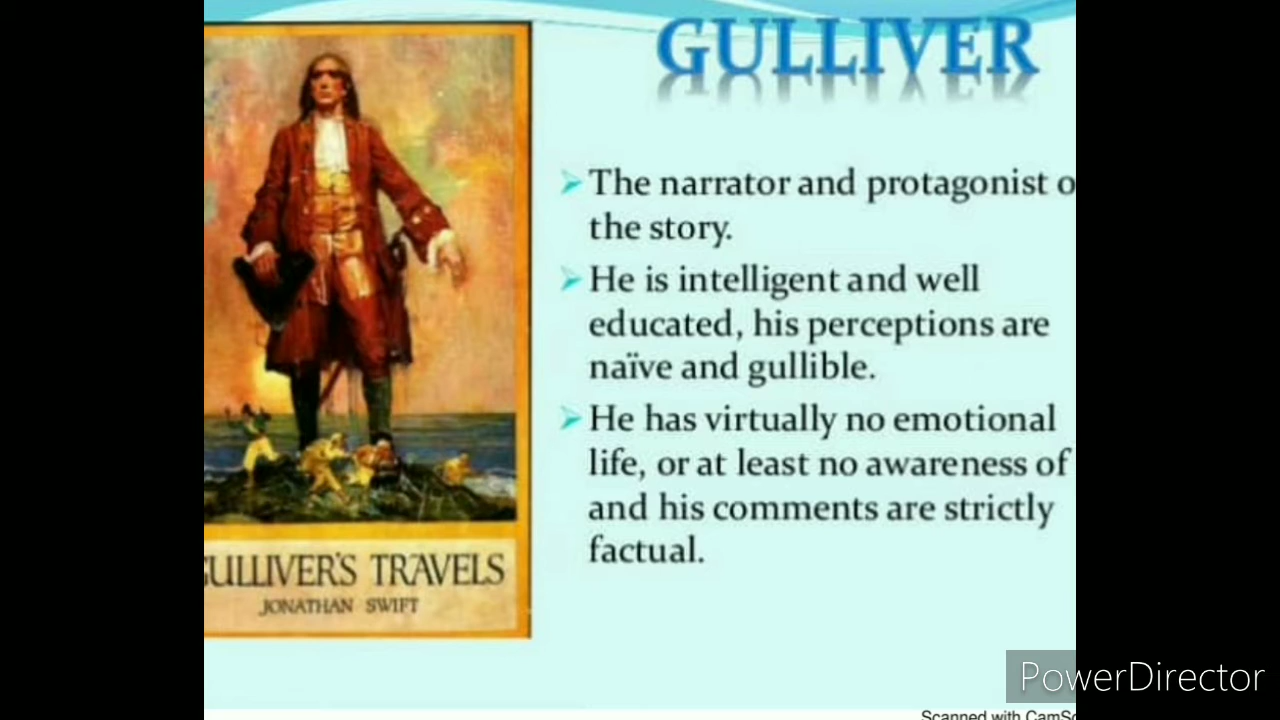 GULLIVER
The narrator and protagonist o
the story.
He is intelligent and well
educated, his perceptions are
naïve and gullible.
He has virtually no emotional
life, or at least no awareness of
and his comments are strictly
factual.
GULLIVER'S TRAVELS
JONATHAN SWIFT
PowerDirector
Scanned with CamSc